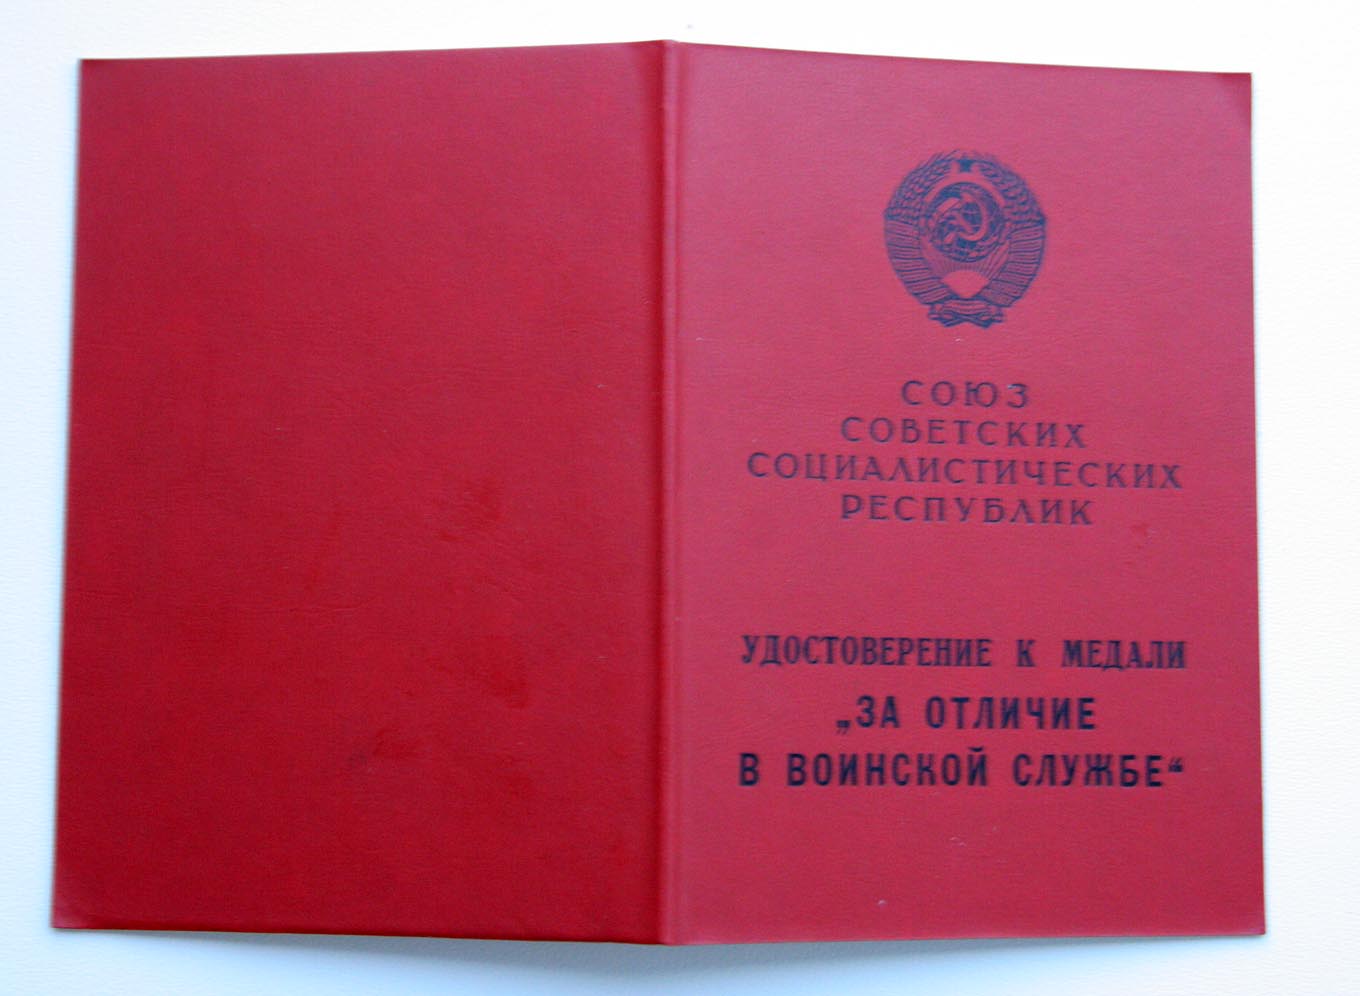 СОЮЗ
СОВЕТСКИХ
СОЦИАЛИСТИЧЕСКИХ
РЕСПУБЛИК
УДОСТОВЕРЕНИЕ К МЕДАЛИ
„ЗА ОТЛИЧИЕ
В ВОИНСКОЙ СЛУЖБЕ“